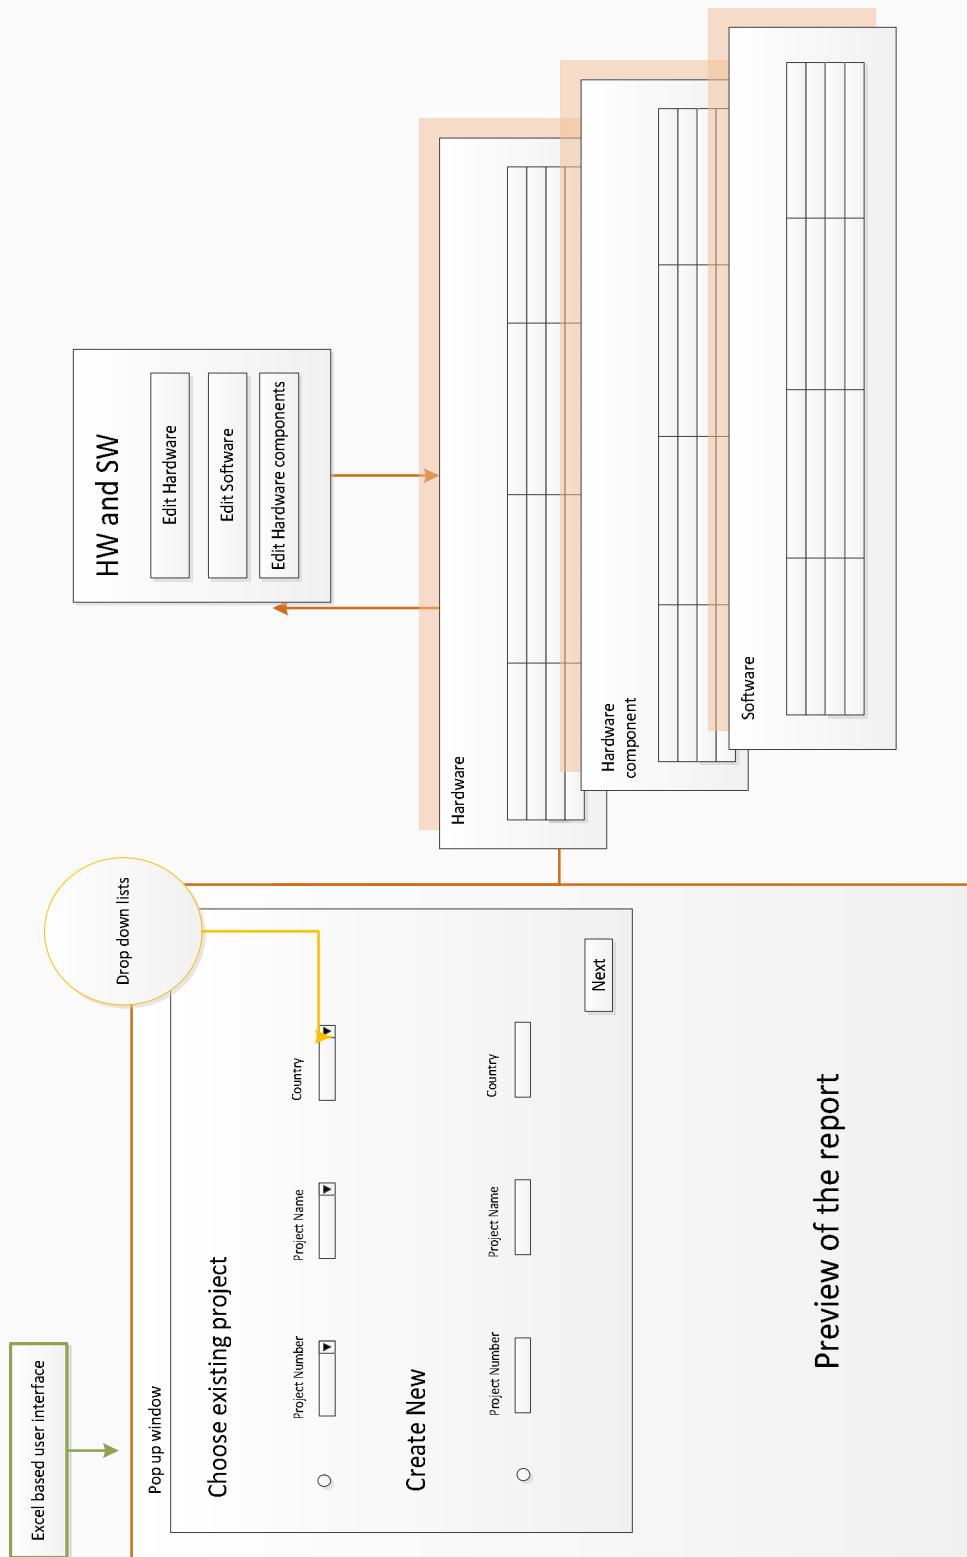 Excel based user interface
Pop up window
Choose existing project
Project Number
Project Name
Country
Create New
Project Number
Project Name
Country
Next
Preview of the report
Drop down lists
HW and SW
Edit Hardware
Edit Software
Edit Hardware components
Hardware
Hardware
component
Software